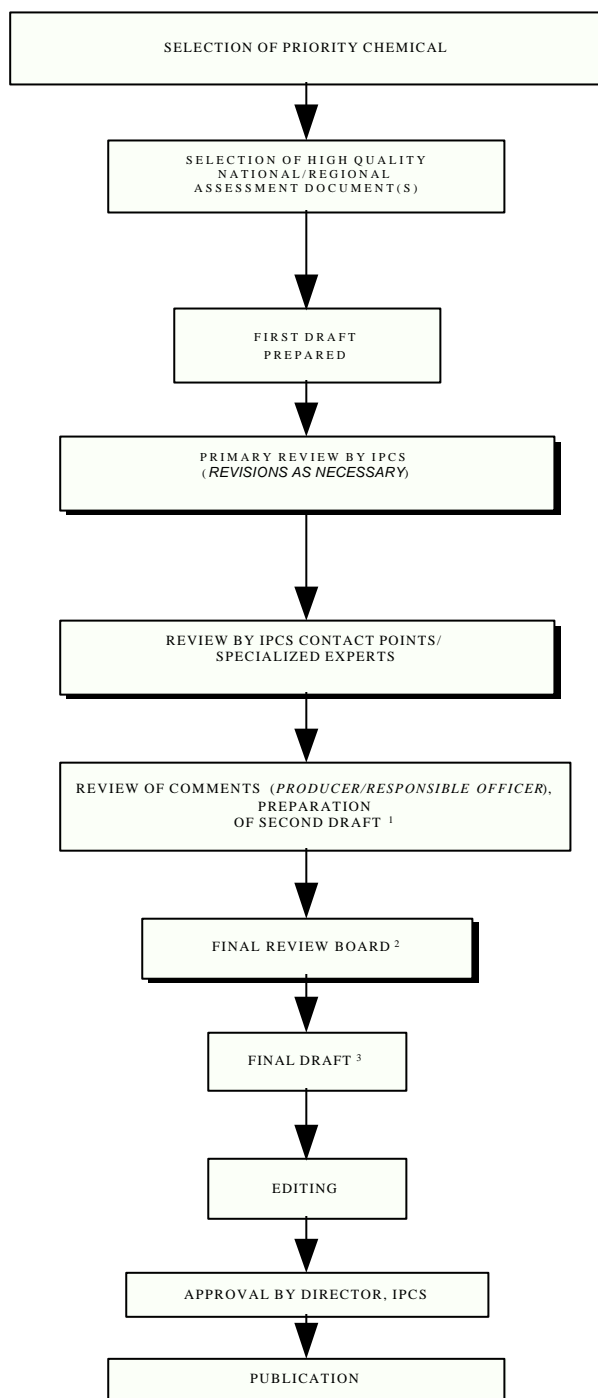 SELECTION OF PRIORITY CHEMICAL
SELECTION OF HIGH QUALITY
NATIONAL/REGIONAL
ASSESSMENT DOCUMENT(S)
FIRST DRAFT
PREPARED
PRIMARY REVIEW BY IPCS
(REVISIONS AS NECESSARY)
REVIEW BY IPCS CONTACT POINTS/
SPECIALIZED EXPERTS
REVIEW OF COMMENTS (PRODUCER/RESPONSIBLE OFFICER),
PREPARATION
OF SECOND DRAFT 1
FINAL REVIEW BOARD 2
FINAL DRAFT 3
EDITING
APPROVAL BY DIRECTOR, IPCS
PUBLICATION